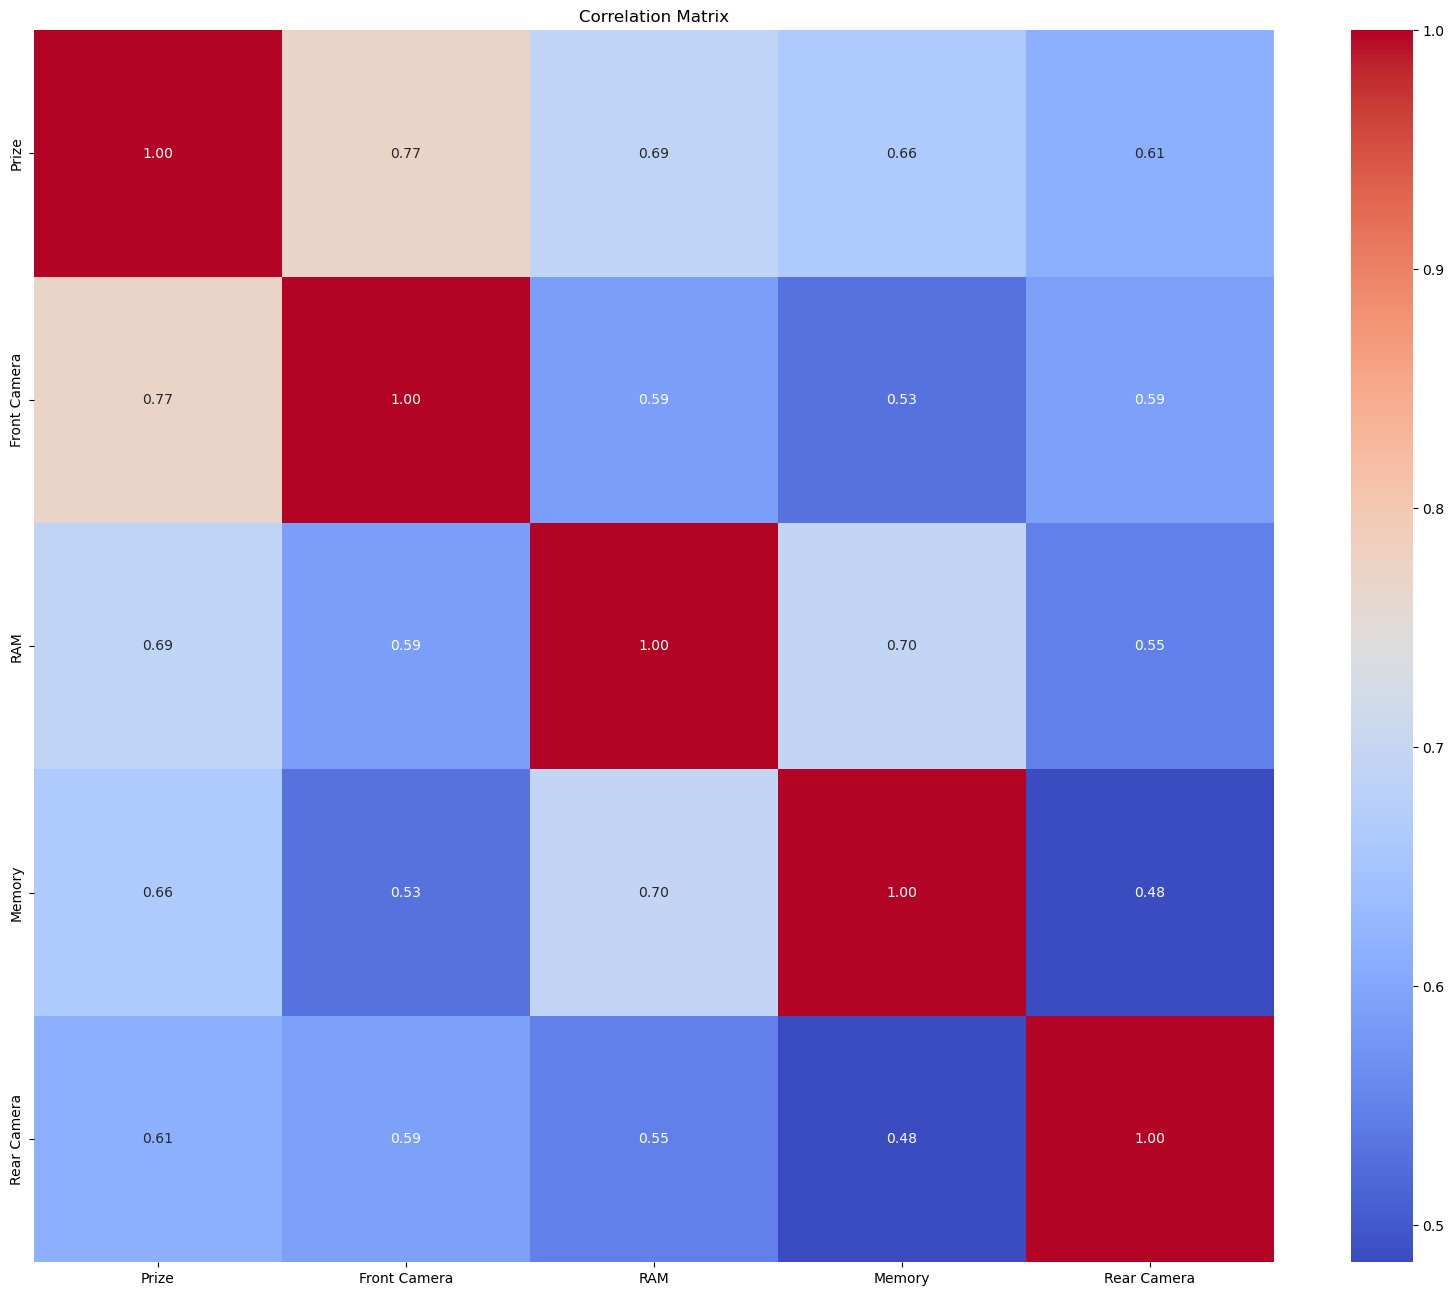 Correlation Matrix
Prize 1.00 0.77 0.69 0.66 0.61
Front Camera 0.77 1.00 0.59 0.53 0.59
RAM 0.69 0.59 1.00 0.70 0.55
Memory 0.66 0.53 0.70 1.00 0.48
Rear Camera 0.61 0.59 0.55 0.48 1.00
Prize Front Camera RAM Memory Rear Camera
1.0
0.9
0.8
0.7
0.6
0.5